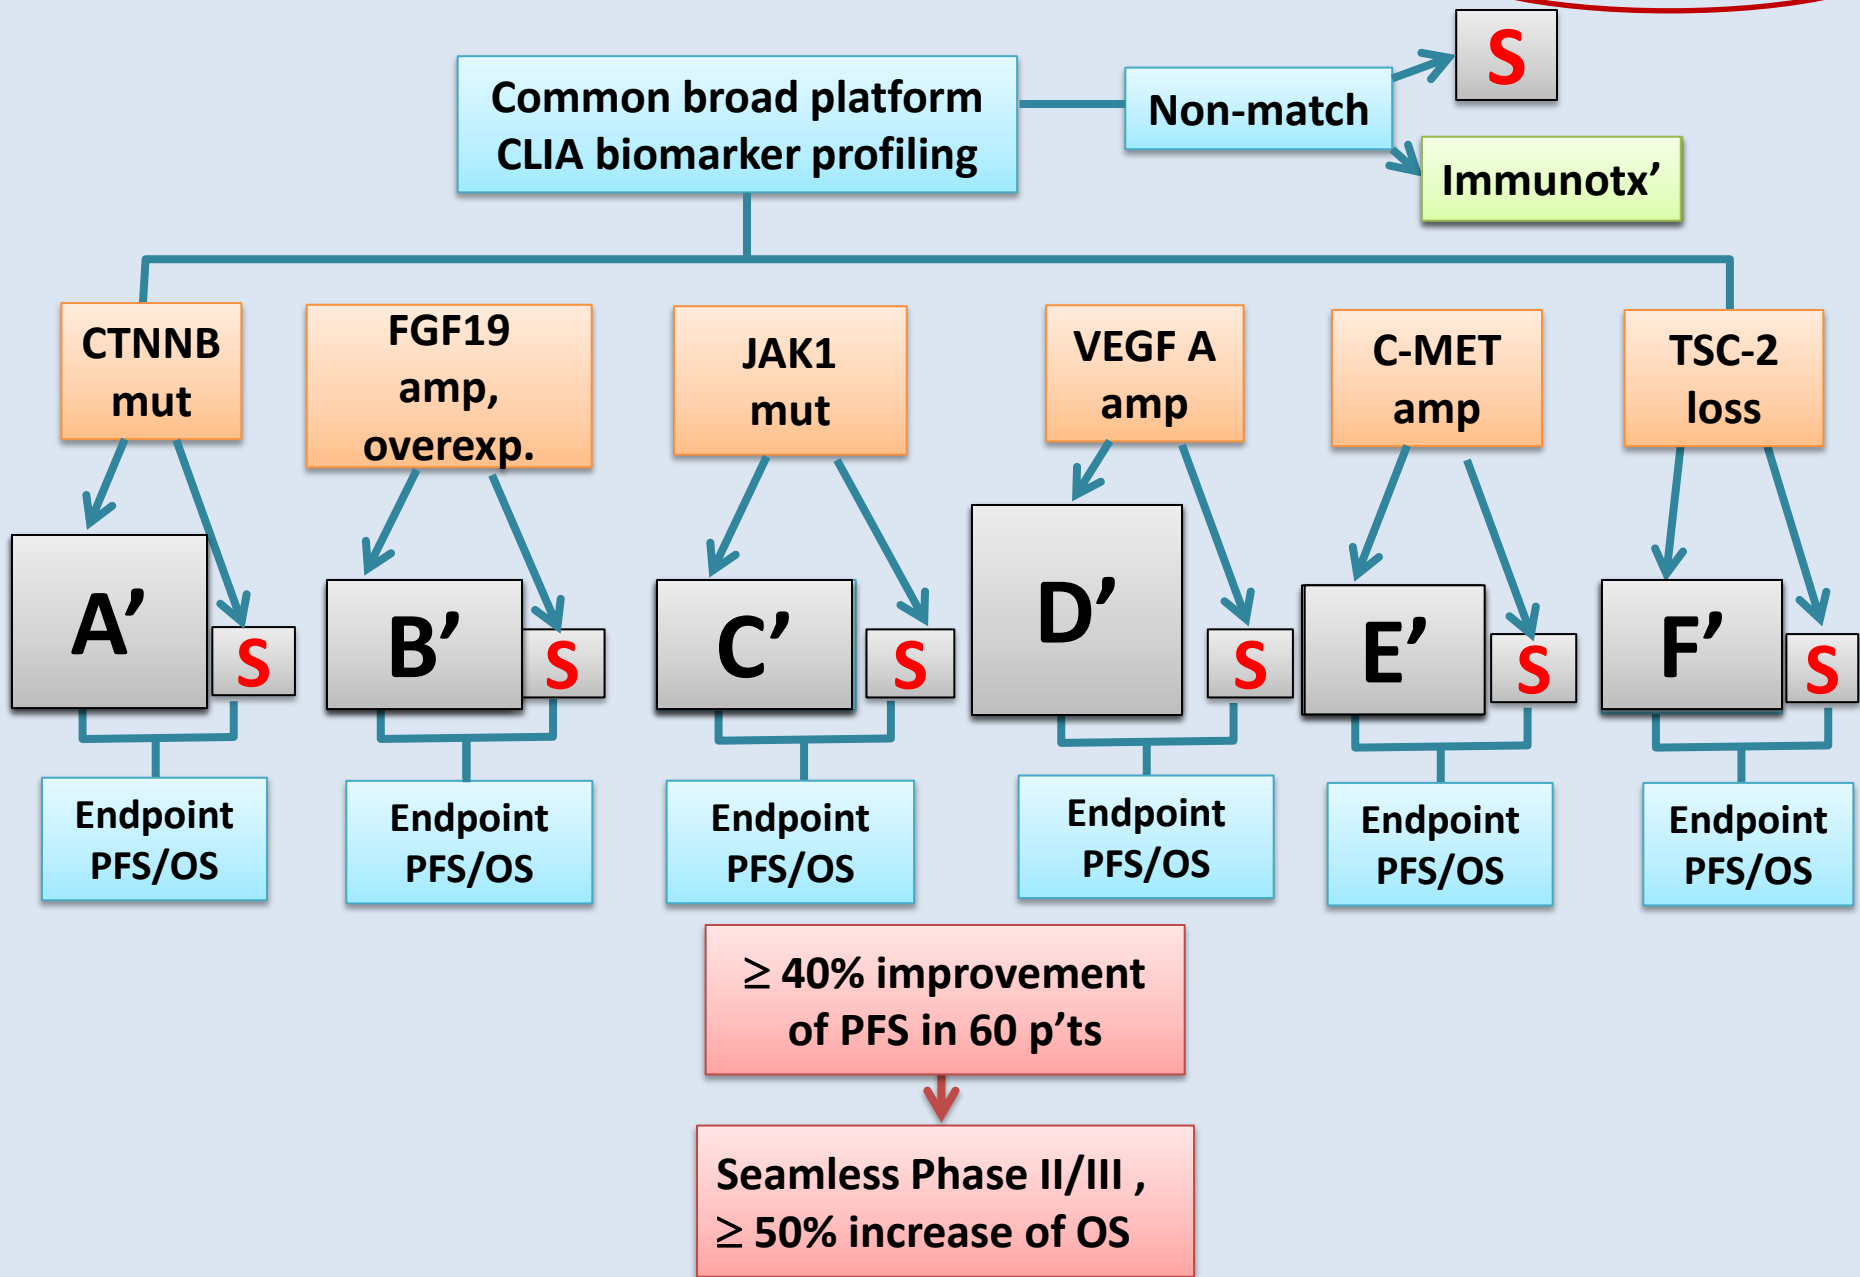 Common broad platform
CLIA biomarker profiling
Non-match
S
Immunotx’
CTNNB
mut
FGF19
amp,
overexp.
JAK1
mut
VEGF A
amp
C-MET
amp
TSC-2
loss
A’
S
B’
S
C’
S
D’
S
E’
S
F’
S
Endpoint
PFS/OS
Endpoint
PFS/OS
Endpoint
PFS/OS
Endpoint
PFS/OS
Endpoint
PFS/OS
Endpoint
PFS/OS
≥ 40% improvement
of PFS in 60 p’ts
Seamless Phase II/III ,
≥ 50% increase of OS